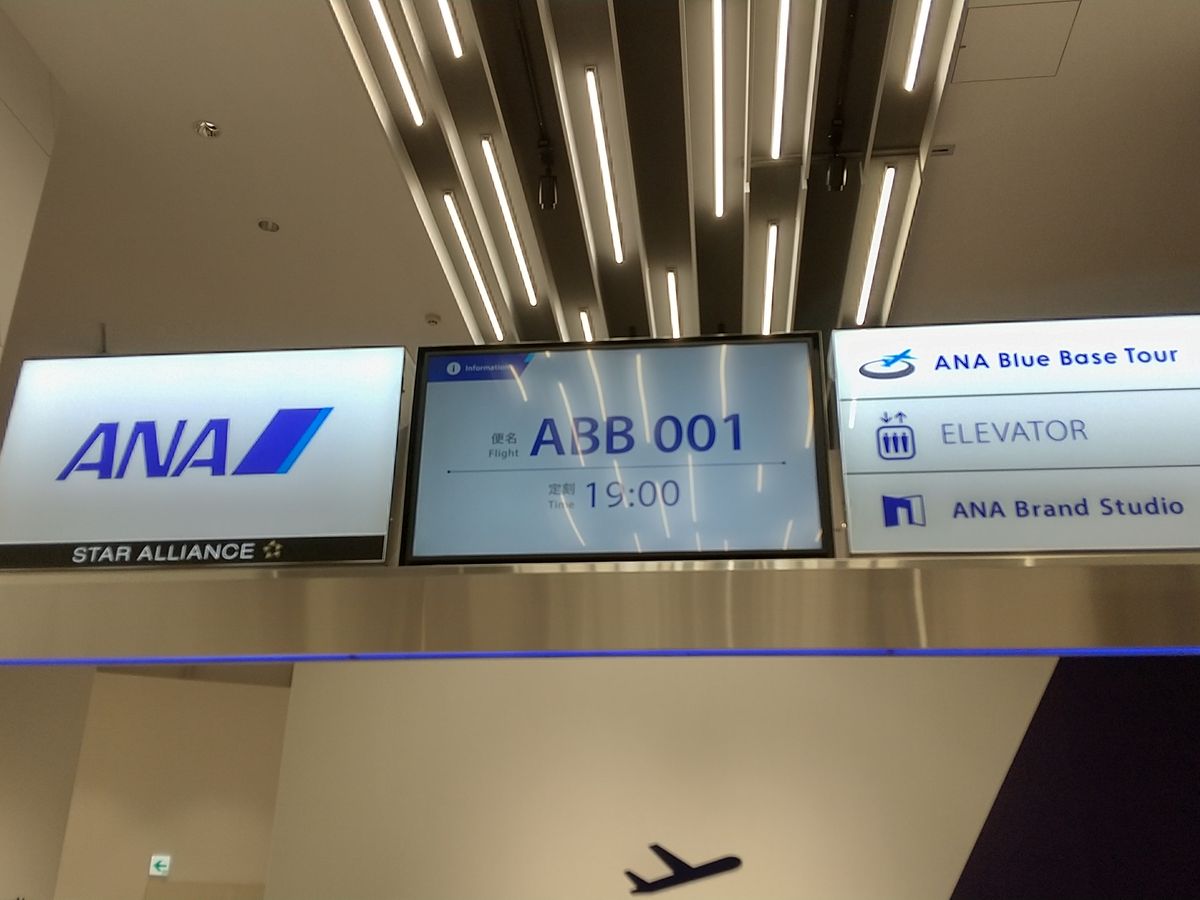 ANA
STAR ALLIANCE
i Information
便名
Flight
ABB 001
定刻
Time
19:00
ANA Blue Base Tour
ELEVATOR
ANA Brand Studio